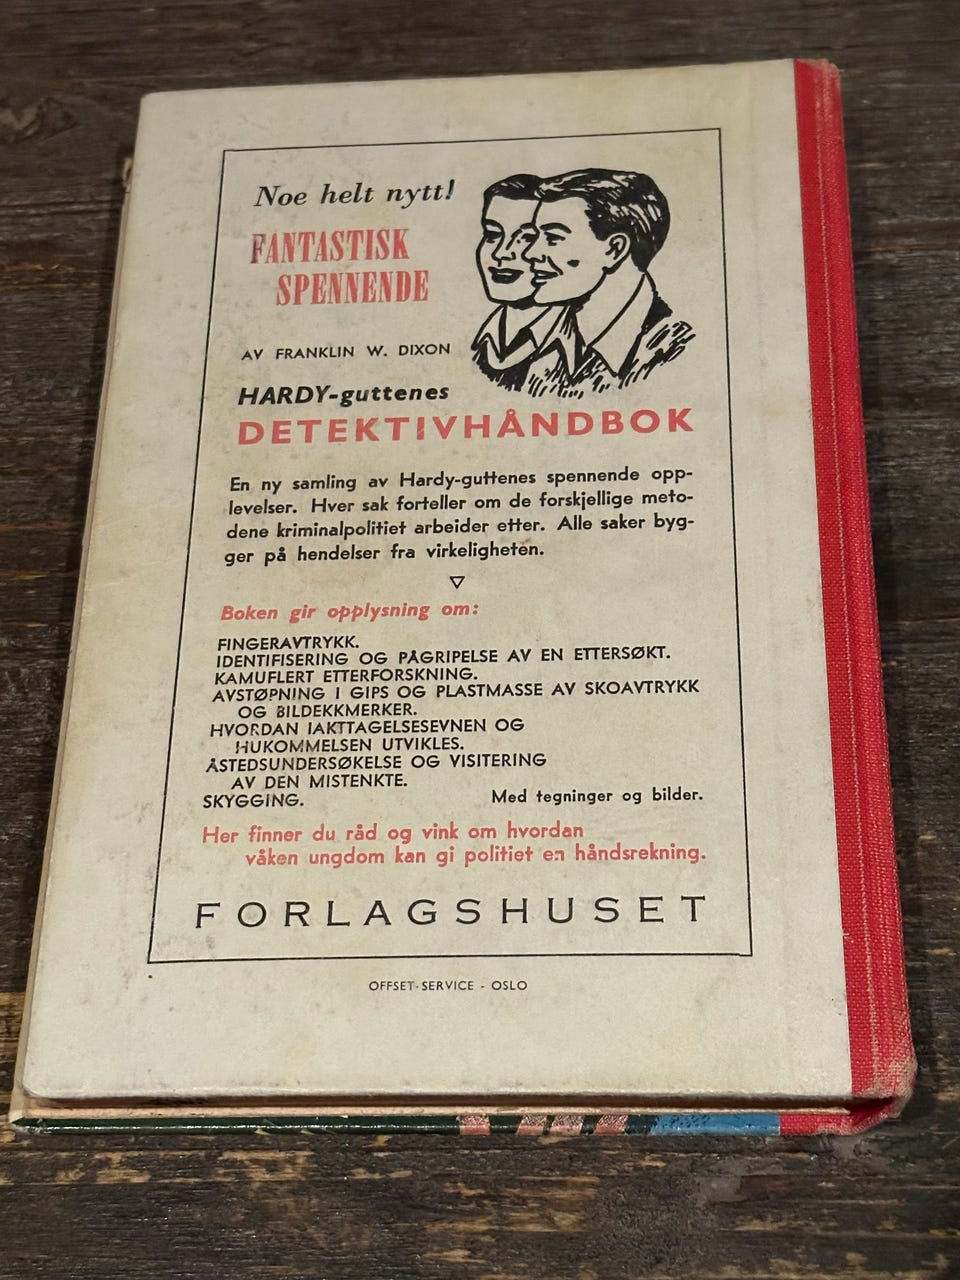 Noe helt nytt!
FANTASTISK
SPENNENDE
AV FRANKLIN W. DIXON
HARDY-guttenes
DETEKTIVHÅNDBOK
En ny samling av Hardy-guttenes spennende opp-
levelser. Hver sak forteller om de forskjellige meto-
dene kriminalpolitiet arbeider etter. Alle saker byg-
ger på hendelser fra virkeligheten.
Boken gir opplysning om:
FINGERAVTRYKK.
IDENTIFISERING OG PÅGRIPELSE AV EN ETTERSØKT.
KAMUFLERT ETTERFORSKNING.
AVSTØPNING I GIPS OG PLASTMASSE AV SKOAVTRYKK
OG BILDEKKMERKER.
HVORDAN IAKTTAGELSESEVNEN OG
HUKOMMELSEN UTVIKLES.
ÅSTEDSUNDERSØKELSE OG VISITERING
AV DEN MISTENKTE.
SKYGGING. Med tegninger og bilder.
Her finner du råd og vink om hvordan
våken ungdom kan gi politiet en håndsrekning.
FORLAGSHUSET
OFFSET-SERVICE - OSLO